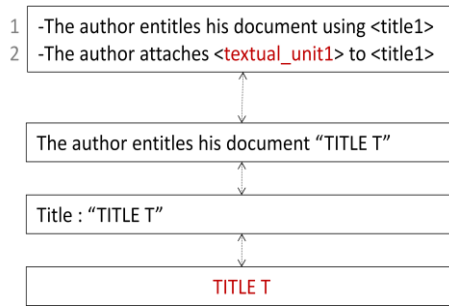 1 -The author entitles his document using <title1>
2 -The author attaches <textual_unit1> to <title1>
The author entitles his document “TITLE T”
Title : “TITLE T”
TITLE T